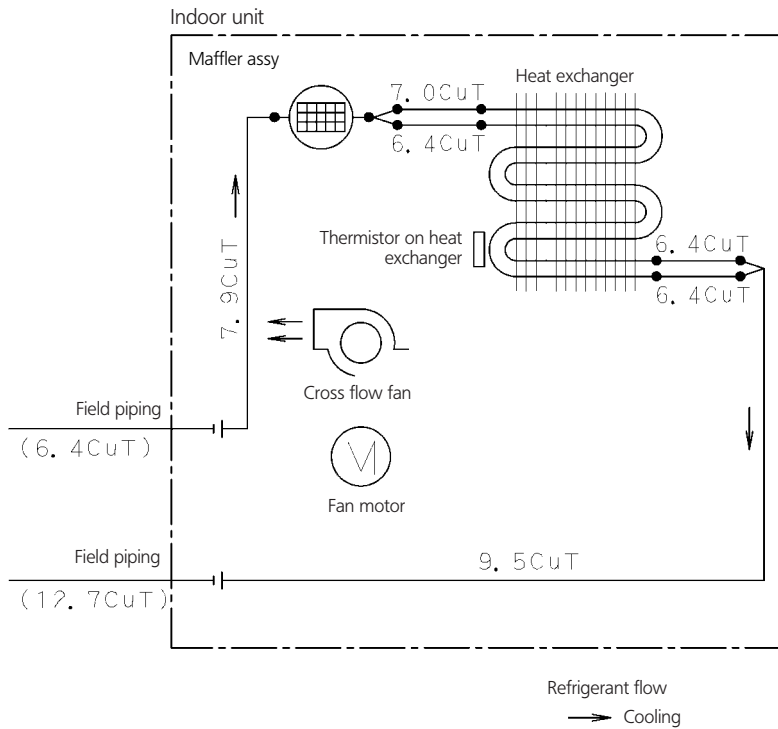 Indoor unit
Maffler assy
Heat exchanger
7. 0CuT
6. 4CuT
Thermistor on heat
exchanger
6. 4CuT
6. 4CuT
7. 9CuT
Cross flow fan
Field piping
(6. 4CuT)
M
Fan motor
Field piping
(12. 7CuT)
9. 5CuT
Refrigerant flow
Cooling